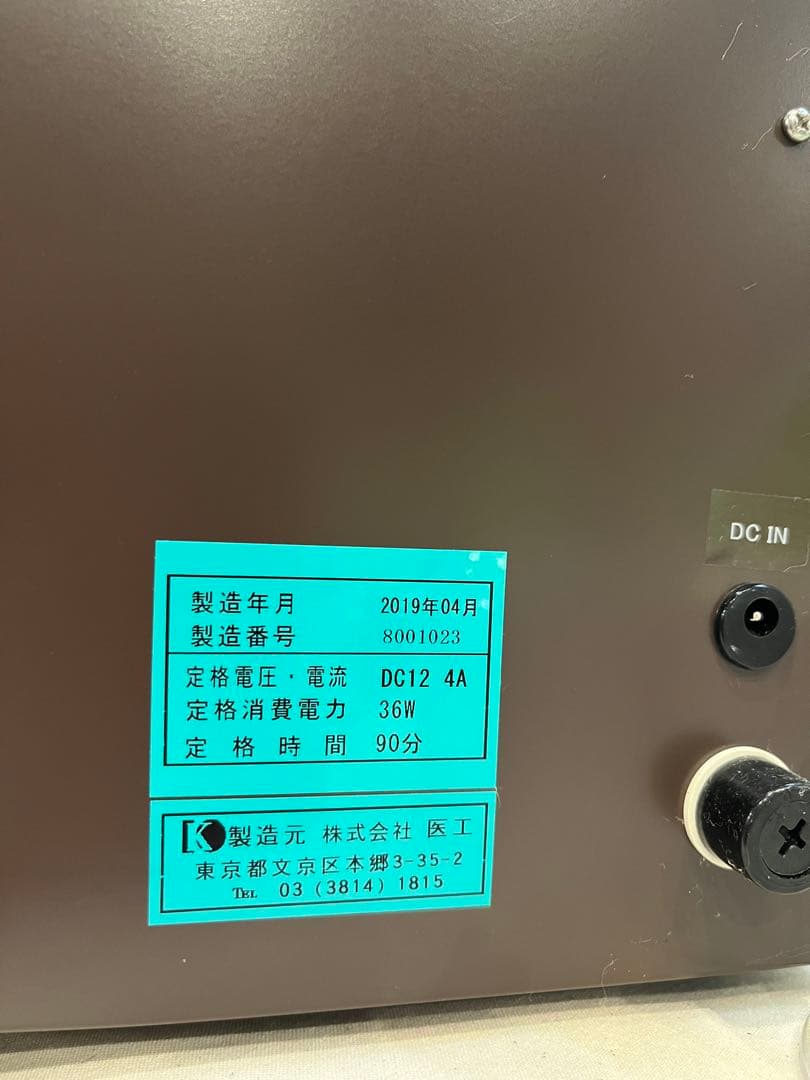 DC IN
製造年月 2019年04月
製造番号 8001023
定格電圧・電流 DC12 4A
定格消費電力 36W
定格時間 90分
K 製造元 株式会社 医工
東京都文京区本郷3-35-2
TEL 03 (3814) 1815